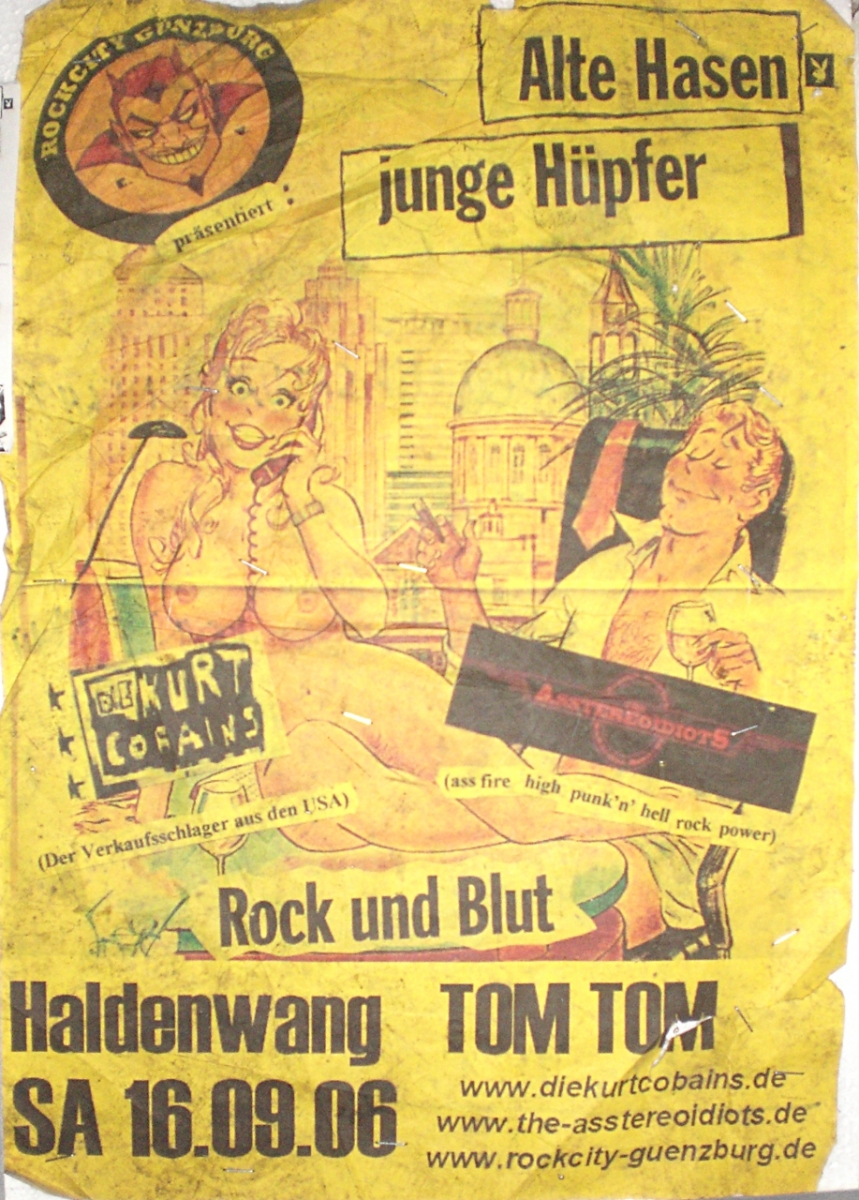 ROCKCITY GÜNZBURG
präsentiert :
Alte Hasen
junge Hüpfer
DIE KURT
COBAINS
ASSTEREOIDIOTS
(Der Verkaufsschlager aus den USA)
(ass fire high punk'n' hell rock power)
Rock und Blut
Haldenwang TOM TOM
SA 16.09.06
www.diekurtcobains.de
www.the-asstereoidiots.de
www.rockcity-guenzburg.de